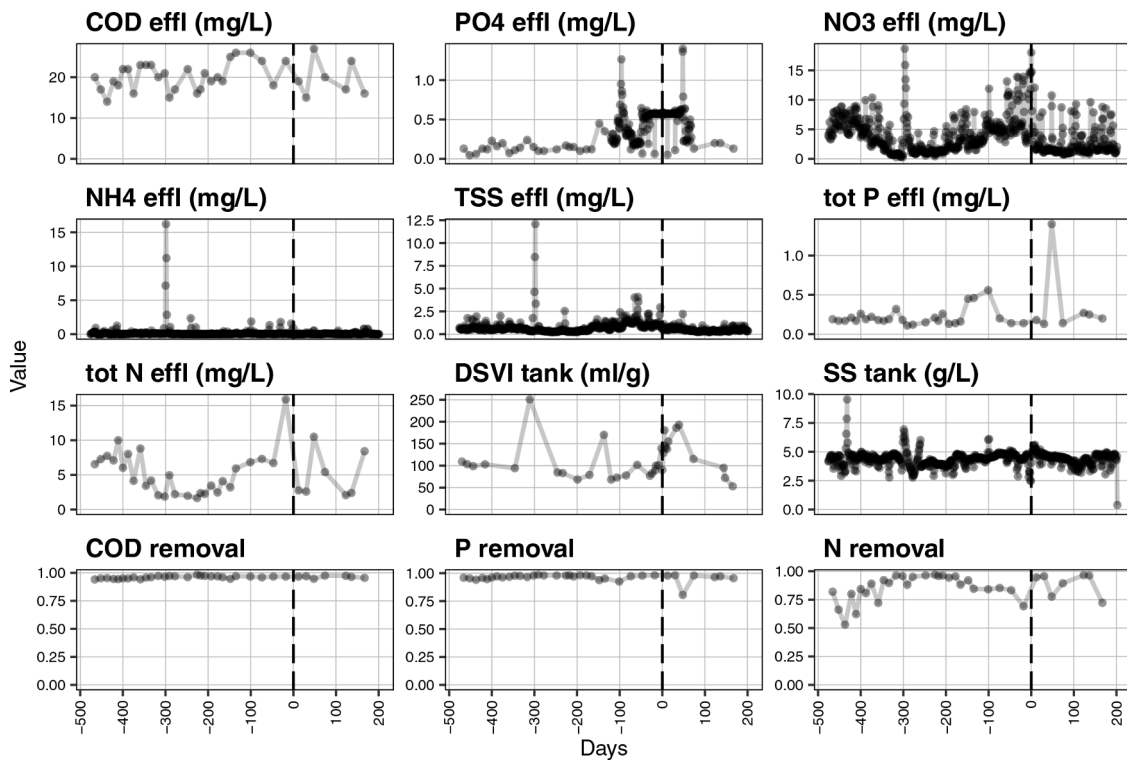 COD effl (mg/L) PO4 effl (mg/L) NO3 effl (mg/L)
20 1.0 15
10 0.5 10
0 0.0 5
0
NH4 effl (mg/L) TSS effl (mg/L) tot P effl (mg/L)
15 12.5 1.0
10 10.0 0.5
5 7.5 0.0
0 5.0
2.5
0.0
tot N effl (mg/L) DSVI tank (ml/g) SS tank (g/L)
15 250 10.0
10 200 7.5
5 150 5.0
0 100 2.5
50 0.0
0
COD removal P removal N removal
1.00 1.00 1.00
0.75 0.75 0.75
0.50 0.50 0.50
0.25 0.25 0.25
0.00 0.00 0.00
−500 −400 −300 −200 −100 0 100 200 −500 −400 −300 −200 −100 0 100 200 −500 −400 −300 −200 −100 0 100 200
Value
Days